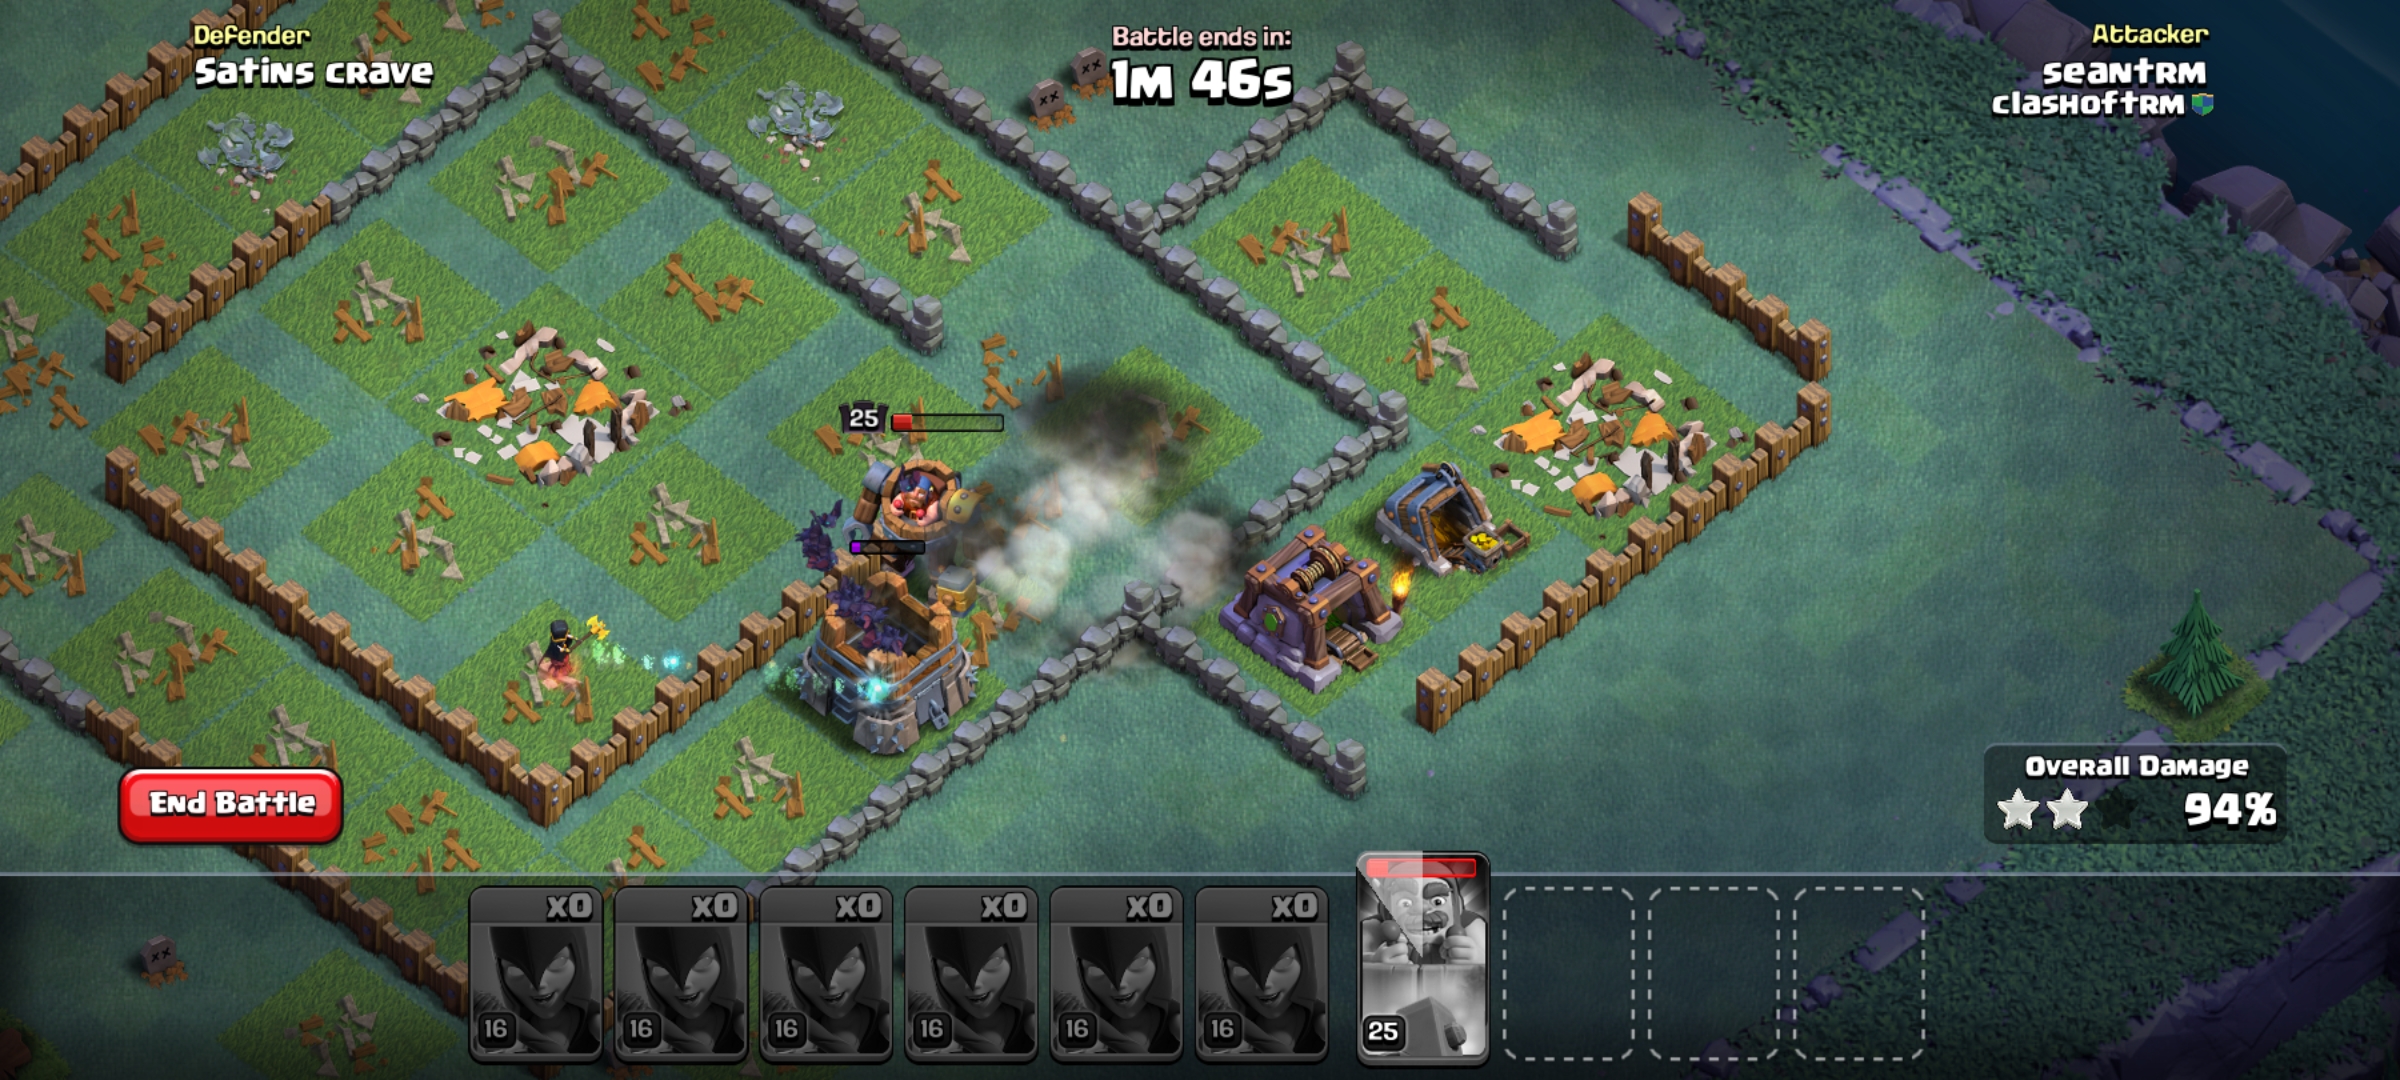 Defender
Satins crave
Battle ends in:
1m 46s
Attacker
seantrm
clashoftrm
25
End Battle
Overall Damage
94%
x0
x0
x0
x0
x0
x0
16
16
16
16
16
16
25